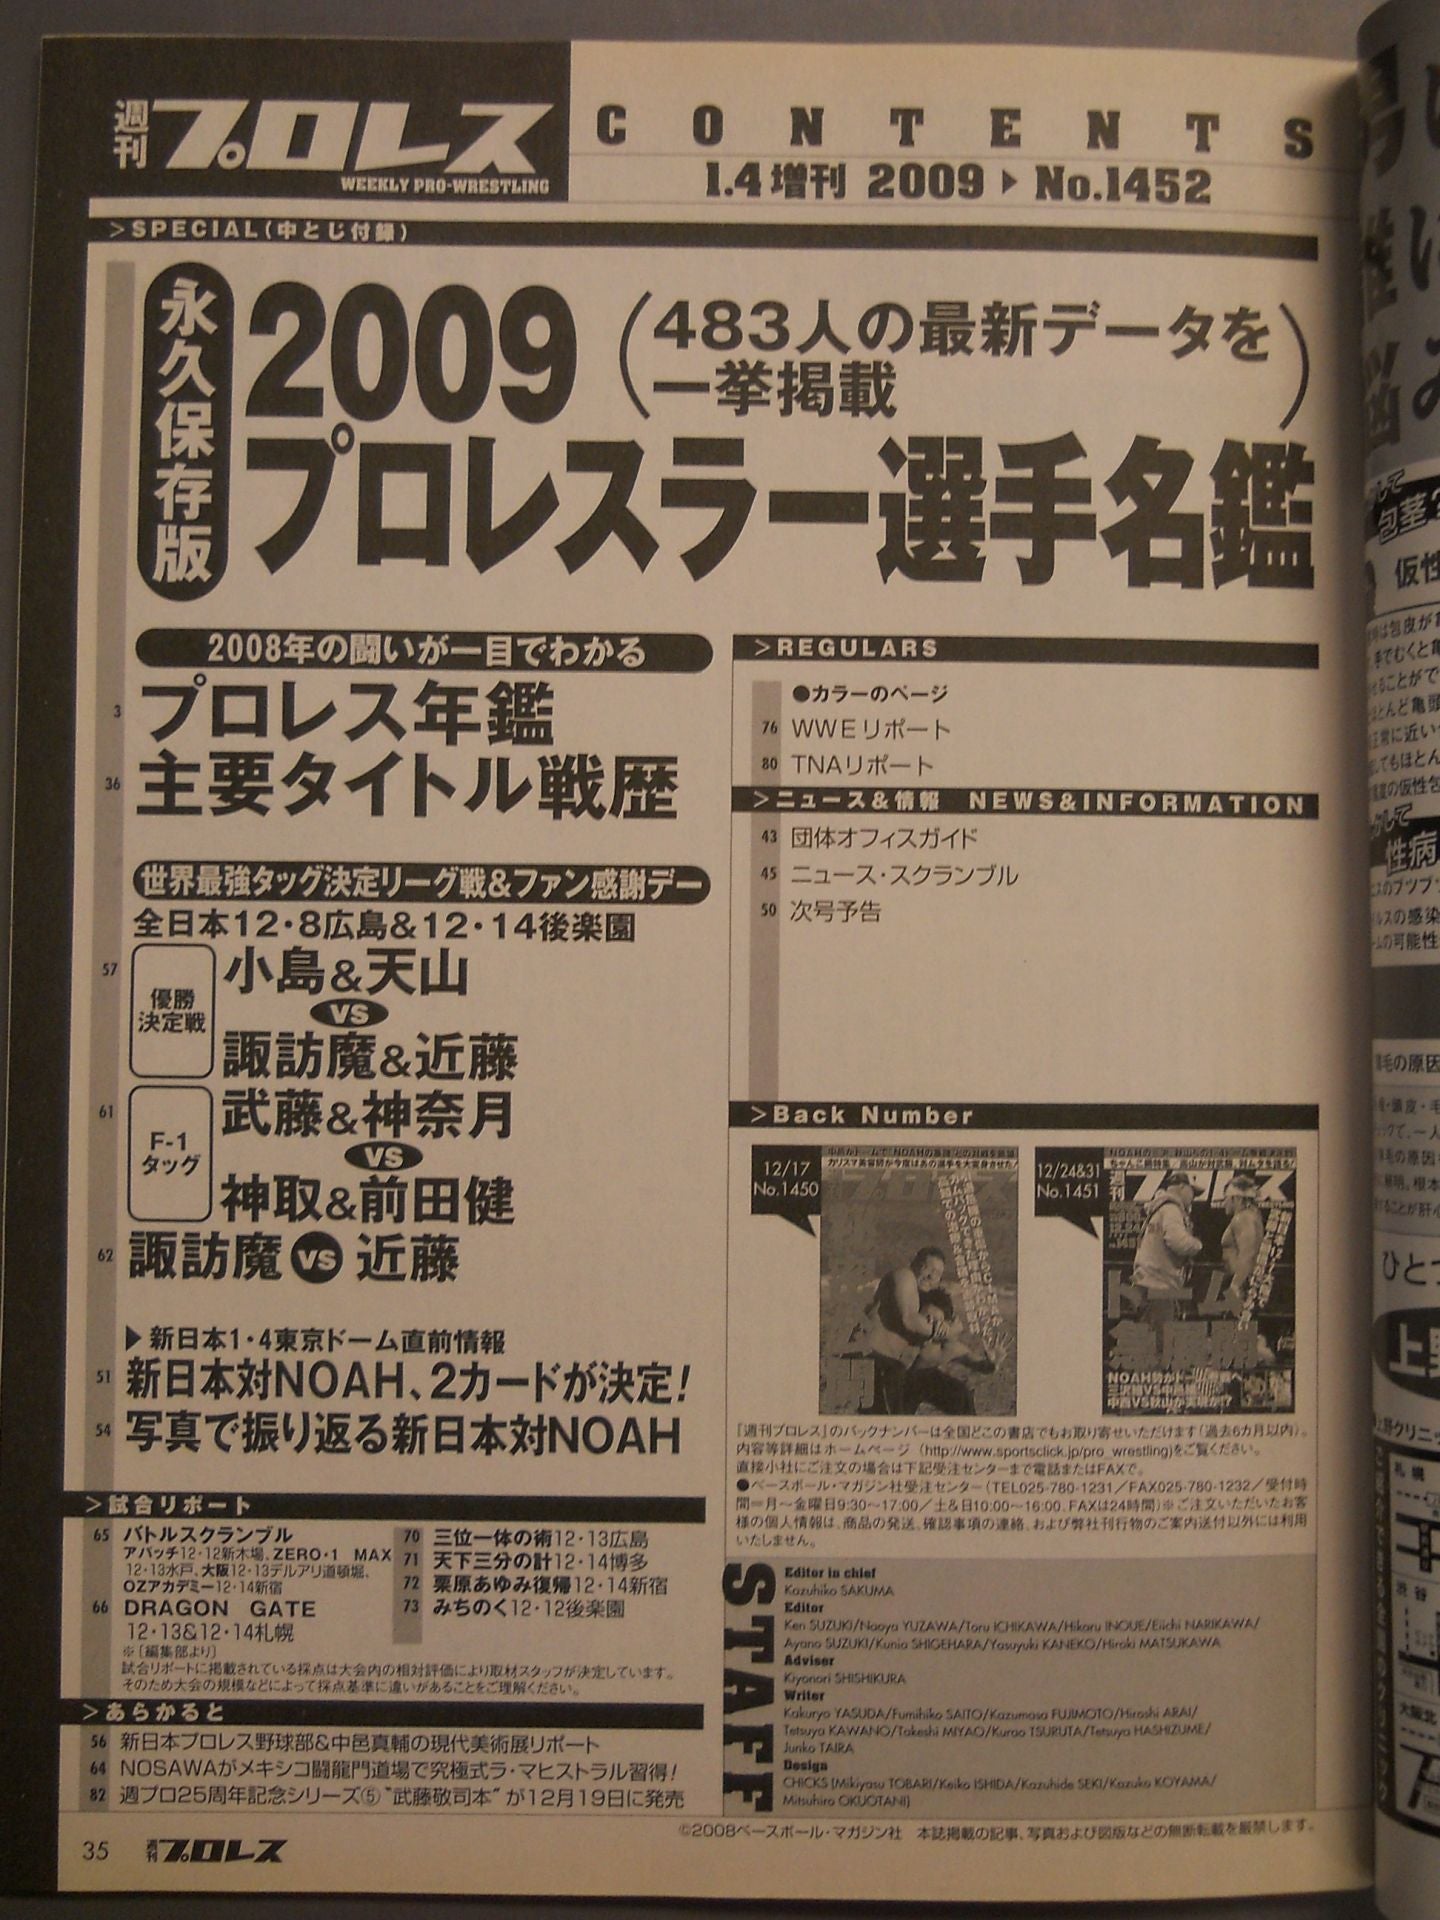 週刊プロレス
WEEKLY PRO-WRESTLING
CONTENTS
1.4増刊 2009 ▶ No.1452
>SPECIAL(中とじ付録)
永久保存版
2009
(483人の最新データを
一挙掲載)
プロレスラー選手名鑑
2008年の闘いが一目でわかる
3 プロレス年鑑
36 主要タイトル戦歴
世界最強タッグ決定リーグ戦&ファン感謝デー
全日本12・8広島&12・14後楽園
57 優勝
決定戦
小島&天山
VS
諏訪魔&近藤
61 F-1
タッグ
武藤&神奈月
VS
神取&前田健
62 諏訪魔 VS 近藤
▶新日本1・4東京ドーム直前情報
51 新日本対NOAH、2カードが決定!
54 写真で振り返る新日本対NOAH
>試合リポート
65 バトルスクランブル
アパッチ12・12新木場、ZERO・1 MAX
12・13水戸、大阪12・13デルアリ道頓堀、
OZアカデミー12・14新宿
66 DRAGON GATE
12・13&12・14札幌
70 三位一体の術12・13広島
71 天下三分の計12・14博多
72 栗原あゆみ復帰12・14新宿
73 みちのく12・12後楽園
※〔編集部より〕
試合リポートに掲載されている採点は大会内の相対評価により取材スタッフが決定しています。
そのため大会の規模などによって採点基準に違いがあることをご理解ください。
>あらかると
56 新日本プロレス野球部&中邑真輔の現代美術展リポート
64 NOSAWAがメキシコ闘龍門道場で究極式ラ・マヒストラル習得!
82 週プロ25周年記念シリーズ⑤“武藤敬司本”が12月19日に発売
>REGULARS
●カラーのページ
76 WWEリポート
80 TNAリポート
>ニュース&情報 NEWS&INFORMATION
43 団体オフィスガイド
45 ニュース・スクランブル
50 次号予告
>Back Number
12/17
No.1450
12/24&31
No.1451
NOAH勢がドーム参戦へ
『週刊プロレス』のバックナンバーは全国どこの書店でもお取り寄せいただけます(過去6カ月以内)。
内容等詳細はホームページ(http://www.sportsclick.jp/pro_wrestling)をご覧ください。
直接小社にご注文の場合は下記受注センターまで電話またはFAXで。
●ベースボール・マガジン社受注センター(TEL025-780-1231/FAX025-780-1232/受付時
間=月〜金曜日9:30〜17:00/土&日10:00〜16:00、FAXは24時間)※ご注文いただいたお客
様の個人情報は、商品の発送、確認事項の連絡、および弊社刊行物のご案内送付以外には利用
いたしません。
STAFF
Editor in chief
Kazuhiko SAKUMA
Editor
Ken SUZUKI/Naoya YUZAWA/Toru ICHIKAWA/Hikaru INOUE/Eiichi NARIKAWA/
Ayano SUZUKI/Kunio SHIGEHARA/Yasuyuki KANEKO/Hiroki MATSUKAWA
Adviser
Kiyonori SHISHIKURA
Writer
Kakuryo YASUDA/Fumihiko SAITO/Kazumasa FUJIMOTO/Hiroshi ARAI/
Tetsuya KAWANO/Takeshi MIYAO/Kurao TSURUTA/Tetsuya HASHIZUME/
Junko TAIRA
Design
CHICKS [Mikiyasu TOBARI/Keiko ISHIDA/Kazuhide SEKI/Kazuko KOYAMA/
Mitsuhiro OKUOTANI]
©2008ベースボール・マガジン社 本誌掲載の記事、写真および図版などの無断転載を厳禁します。
35 週刊プロレス
包茎?
仮性
性病
ひとつ
上野
札幌
渋谷
大阪北